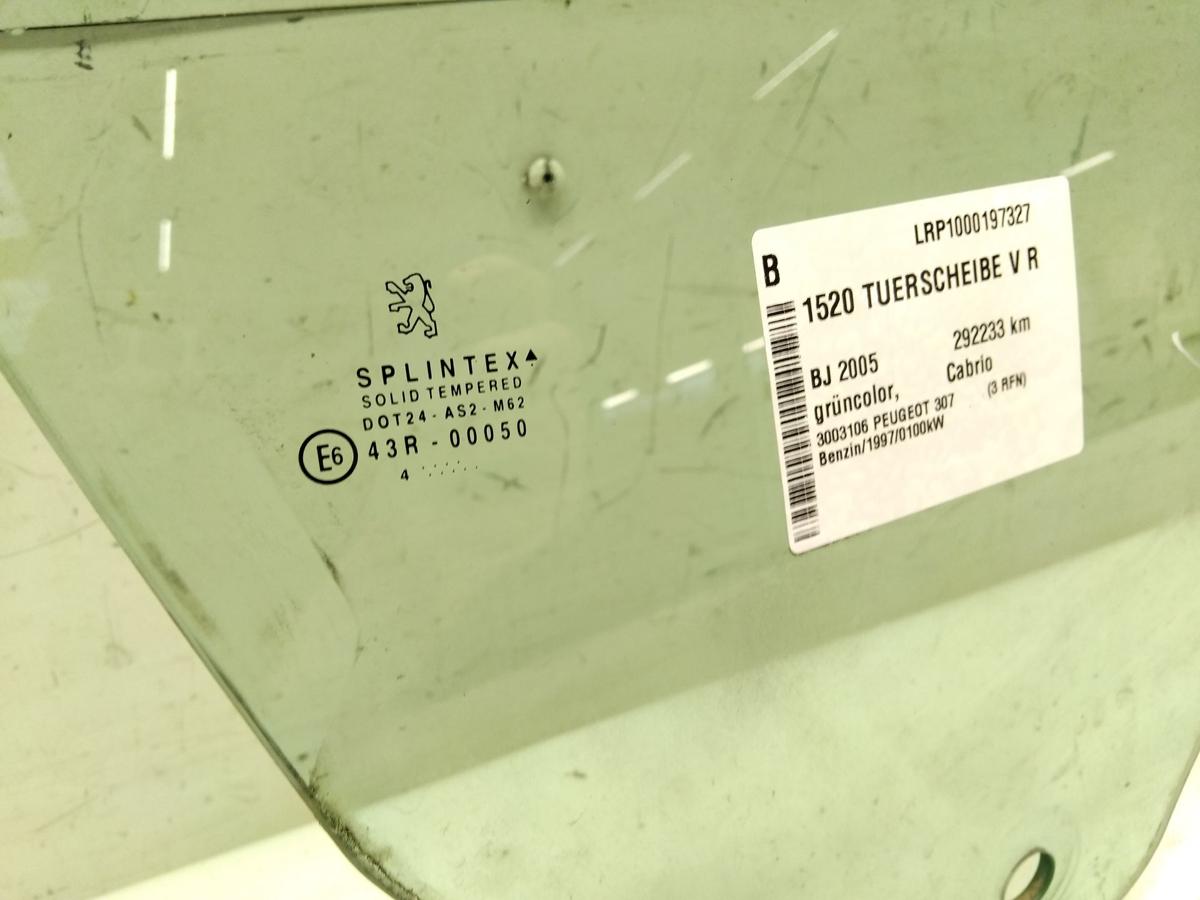 SPLINTEX
SOLID TEMPERED
DOT24 - AS2 - M62
E6 43R - 00050
4
LRP1000197327
B
1520 TUERSCHEIBE V R
292233 km
BJ 2005
Cabrio
grüncolor,
(3 RFN)
3003106 PEUGEOT 307
Benzin/1997/0100kW